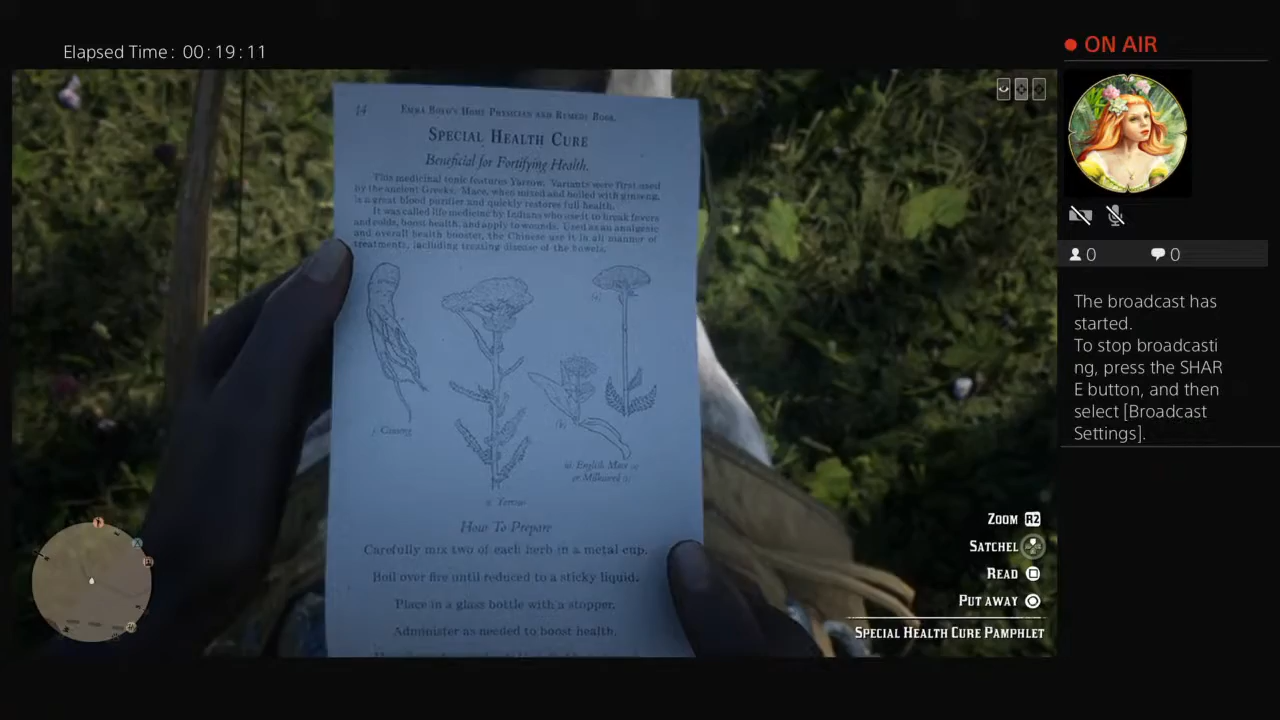 Elapsed Time: 00:19:11
ON AIR
14
EMMA BOLD'S HOME PHYSICIAN AND REMEDY BOOK.
SPECIAL HEALTH CURE
Beneficial for Fortifying Health.
This medicinal tonic features Yarrow. Variants were first used
by the ancient Greeks. Mace, when mixed and boiled with ginseng,
is a great blood purifier and quickly restores full health.
It was called life medicine by Indians who use it to break fevers
and colds, boost health, and apply to wounds. Used as an analgesic
and overall health booster, the Chinese use it in all manner of
treatments, including treating disease of the bowels.
(a)
(b)
i. Ginseng
iii. English Mace (a)
or Milkweed (b)
ii. Yarrow
How To Prepare
Carefully mix two of each herb in a metal cup.
Boil over fire until reduced to a sticky liquid.
Place in a glass bottle with a stopper.
Administer as needed to boost health.
0
0
The broadcast has
started.
To stop broadcasti
ng, press the SHAR
E button, and then
select [Broadcast
Settings].
ZOOM R2
SATCHEL
READ
PUT AWAY
SPECIAL HEALTH CURE PAMPHLET